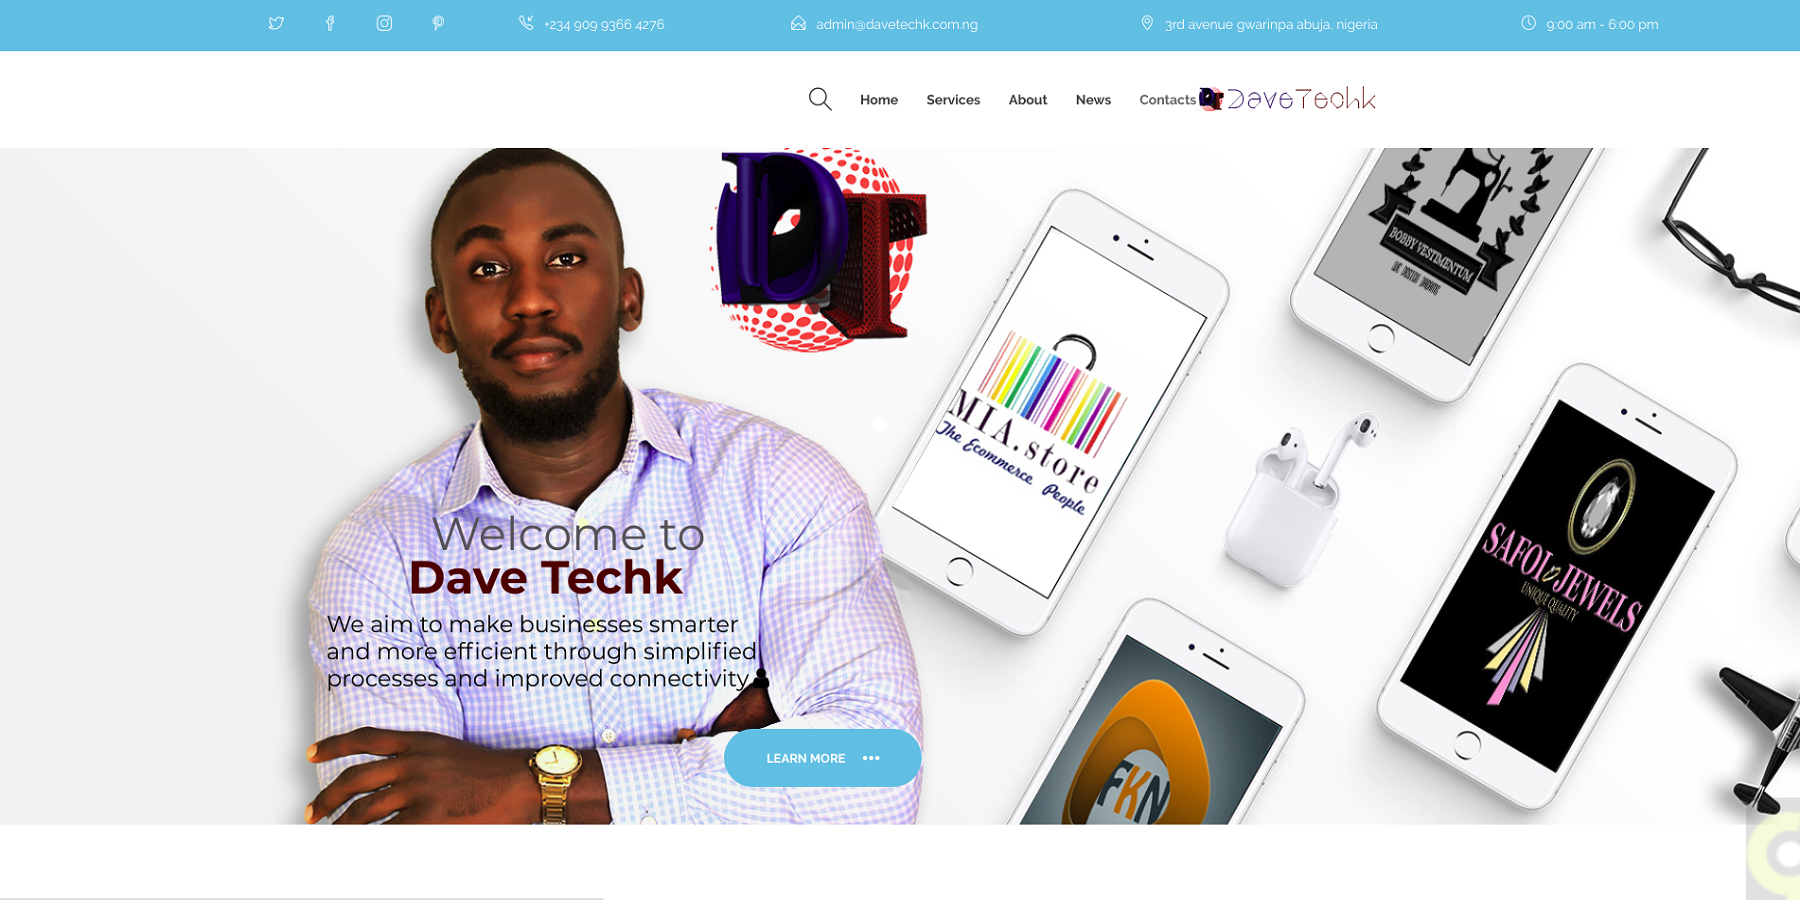 +234 909 9366 4276
admin@davetechk.com.ng
3rd avenue gwarinpa abuja, nigeria
9:00 am - 6:00 pm
Home
Services
About
News
Contacts
DaveTechk
DT
BOBBY VESTIMENTUM
MIA.store
The Ecommerce People
SAFOL JEWELS
UNIQUE QUALITY
FKN
Welcome to
Dave Techk
We aim to make businesses smarter
and more efficient through simplified
processes and improved connectivity
LEARN MORE